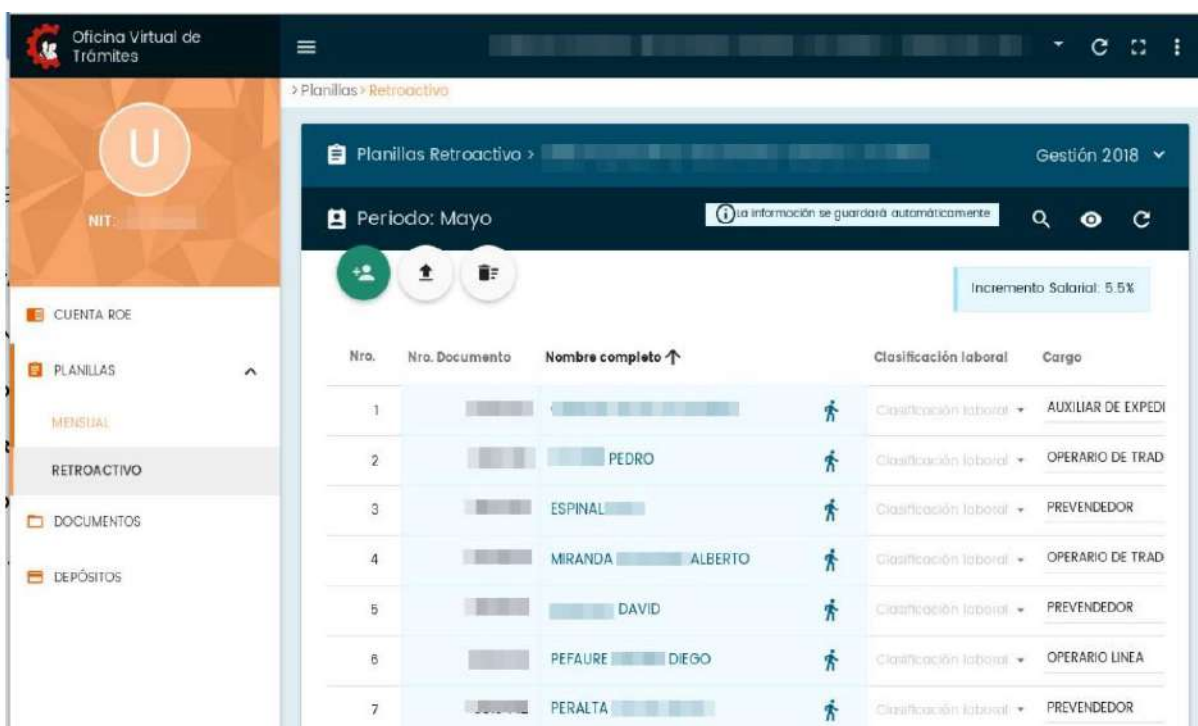 Oficina Virtual de
Trámites
> Planillas > Retroactivo
U
NIT:
Planillas Retroactivo >
Gestión 2018
Periodo: Mayo
La información se guardará automáticamente
Incremento Salarial: 5.5%
CUENTA ROE
PLANILLAS
MENSUAL
RETROACTIVO
DOCUMENTOS
DEPÓSITOS
Nro. Nro. Documento Nombre completo Clasificación laboral Cargo
1 Clasificación laboral AUXILIAR DE EXPEDI
2 PEDRO Clasificación laboral OPERARIO DE TRAD
3 ESPINAL Clasificación laboral PREVENDEDOR
4 MIRANDA ALBERTO Clasificación laboral OPERARIO DE TRAD
5 DAVID Clasificación laboral PREVENDEDOR
6 PEFAURE DIEGO Clasificación laboral OPERARIO LINEA
7 PERALTA Clasificación laboral PREVENDEDOR